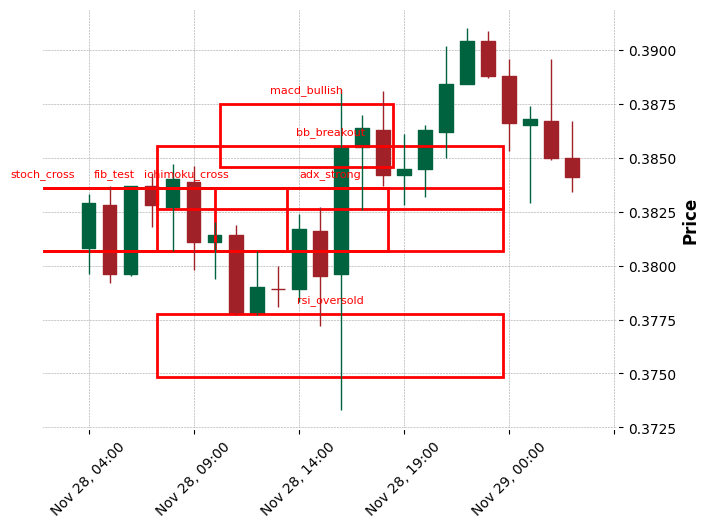 macd_bullish
bb_breakout
stoch_cross
fib_test
ichimoku_cross
adx_strong
rsi_oversold
0.3900
0.3875
0.3850
0.3825
0.3800
0.3775
0.3750
0.3725
Price
Nov 28, 04:00
Nov 28, 09:00
Nov 28, 14:00
Nov 28, 19:00
Nov 29, 00:00